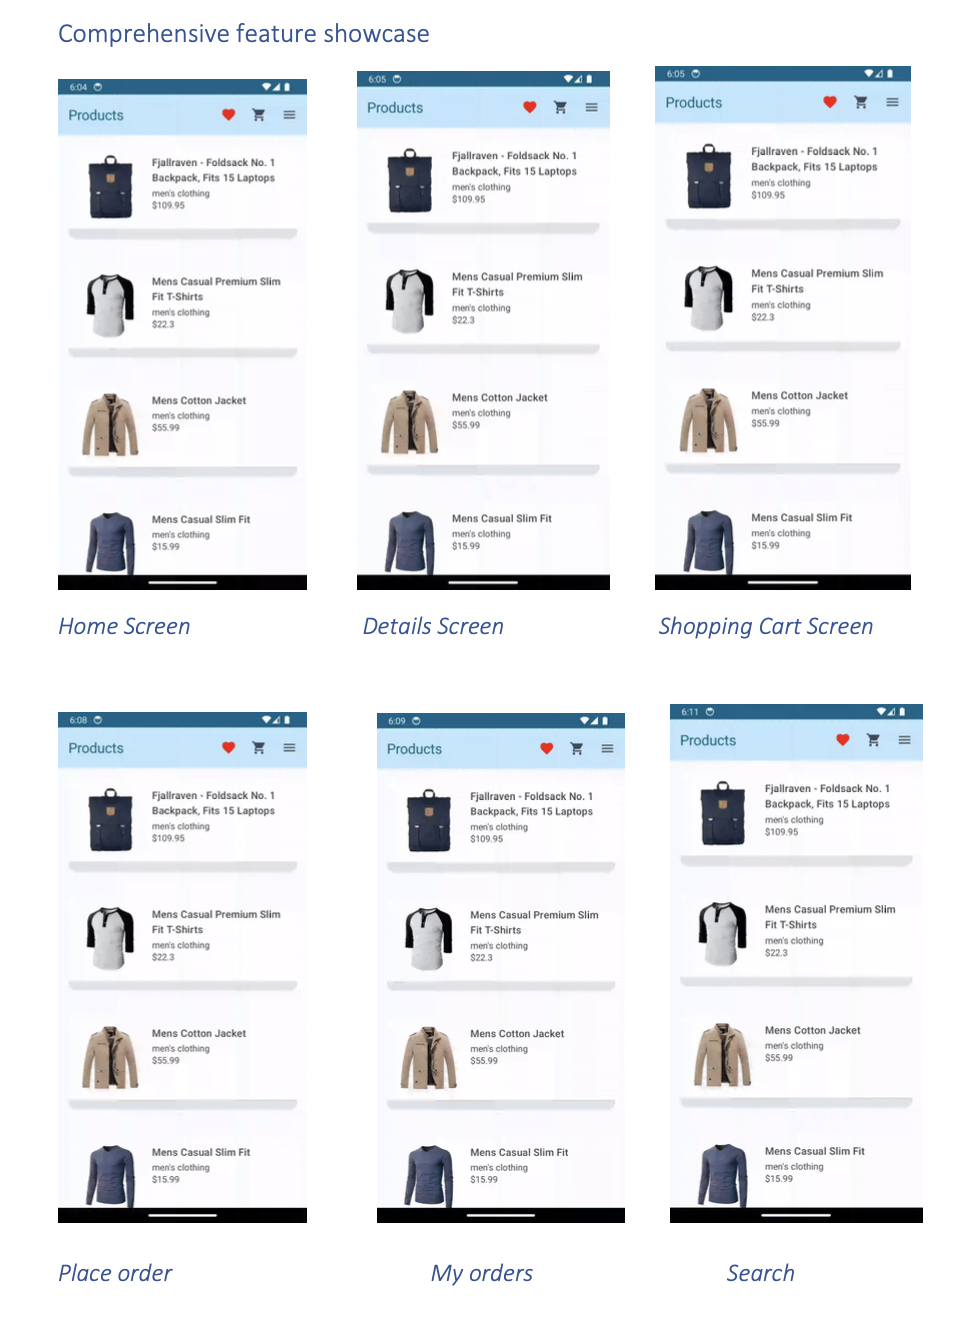 Comprehensive feature showcase
6:04
Products
Fjallraven - Foldsack No. 1
Backpack, Fits 15 Laptops
men's clothing
$109.95
Mens Casual Premium Slim
Fit T-Shirts
men's clothing
$22.3
Mens Cotton Jacket
men's clothing
$55.99
Mens Casual Slim Fit
men's clothing
$15.99
Home Screen
6:05
Products
Fjallraven - Foldsack No. 1
Backpack, Fits 15 Laptops
men's clothing
$109.95
Mens Casual Premium Slim
Fit T-Shirts
men's clothing
$22.3
Mens Cotton Jacket
men's clothing
$55.99
Mens Casual Slim Fit
men's clothing
$15.99
Details Screen
6:05
Products
Fjallraven - Foldsack No. 1
Backpack, Fits 15 Laptops
men's clothing
$109.95
Mens Casual Premium Slim
Fit T-Shirts
men's clothing
$22.3
Mens Cotton Jacket
men's clothing
$55.99
Mens Casual Slim Fit
men's clothing
$15.99
Shopping Cart Screen
6:08
Products
Fjallraven - Foldsack No. 1
Backpack, Fits 15 Laptops
men's clothing
$109.95
Mens Casual Premium Slim
Fit T-Shirts
men's clothing
$22.3
Mens Cotton Jacket
men's clothing
$55.99
Mens Casual Slim Fit
men's clothing
$15.99
Place order
6:09
Products
Fjallraven - Foldsack No. 1
Backpack, Fits 15 Laptops
men's clothing
$109.95
Mens Casual Premium Slim
Fit T-Shirts
men's clothing
$22.3
Mens Cotton Jacket
men's clothing
$55.99
Mens Casual Slim Fit
men's clothing
$15.99
My orders
6:11
Products
Fjallraven - Foldsack No. 1
Backpack, Fits 15 Laptops
men's clothing
$109.95
Mens Casual Premium Slim
Fit T-Shirts
men's clothing
$22.3
Mens Cotton Jacket
men's clothing
$55.99
Mens Casual Slim Fit
men's clothing
$15.99
Search